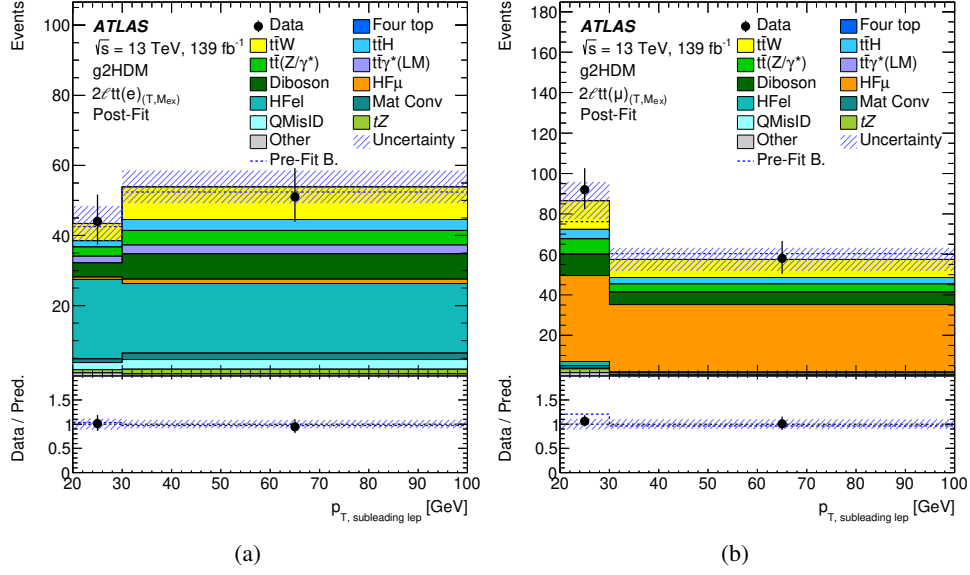 Events
ATLAS
√s = 13 TeV, 139 fb⁻¹
g2HDM
2ℓtt(e)(T,Mex)
Post-Fit
Data
Four top
tt̄W
tt̄H
tt̄(Z/γ*)
tt̄γ*(LM)
Diboson
HFμ
HFel
Mat Conv
QMisID
tZ
Other
Uncertainty
Pre-Fit B.
100
80
60
40
20
Data / Pred.
1.5
1
0.5
0
20 30 40 50 60 70 80 90 100
pT, subleading lep [GeV]
(a)
Events
ATLAS
√s = 13 TeV, 139 fb⁻¹
g2HDM
2ℓtt(μ)(T,Mex)
Post-Fit
Data
Four top
tt̄W
tt̄H
tt̄(Z/γ*)
tt̄γ*(LM)
Diboson
HFμ
HFel
Mat Conv
QMisID
tZ
Other
Uncertainty
Pre-Fit B.
180
160
140
120
100
80
60
40
20
Data / Pred.
1.5
1
0.5
0
20 30 40 50 60 70 80 90 100
pT, subleading lep [GeV]
(b)